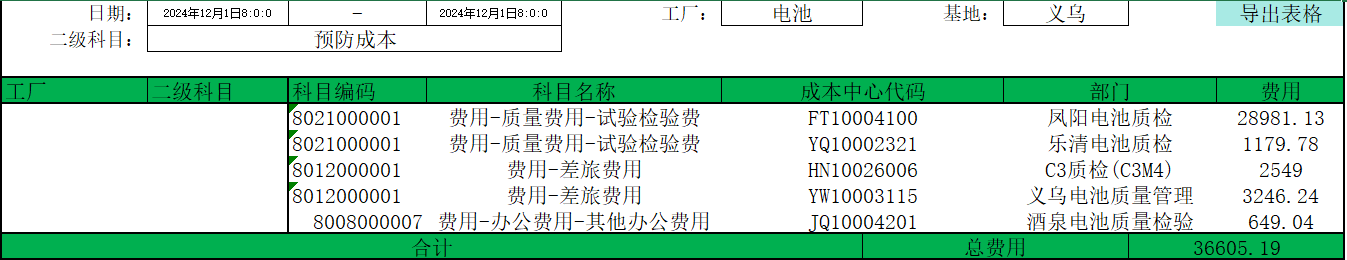 日期: 2024年12月1日8:0:0 - 2024年12月1日8:0:0 工厂: 电池 基地: 义乌 导出表格
二级科目: 预防成本
工厂 二级科目 科目编码 科目名称 成本中心代码 部门 费用
8021000001 费用-质量费用-试验检验费 FT10004100 凤阳电池质检 28981.13
8021000001 费用-质量费用-试验检验费 YQ10002321 乐清电池质检 1179.78
8012000001 费用-差旅费用 HN10026006 C3质检(C3M4) 2549
8012000001 费用-差旅费用 YW10003115 义乌电池质量管理 3246.24
8008000007 费用-办公费用-其他办公费用 JQ10004201 酒泉电池质量检验 649.04
合计 总费用 36605.19